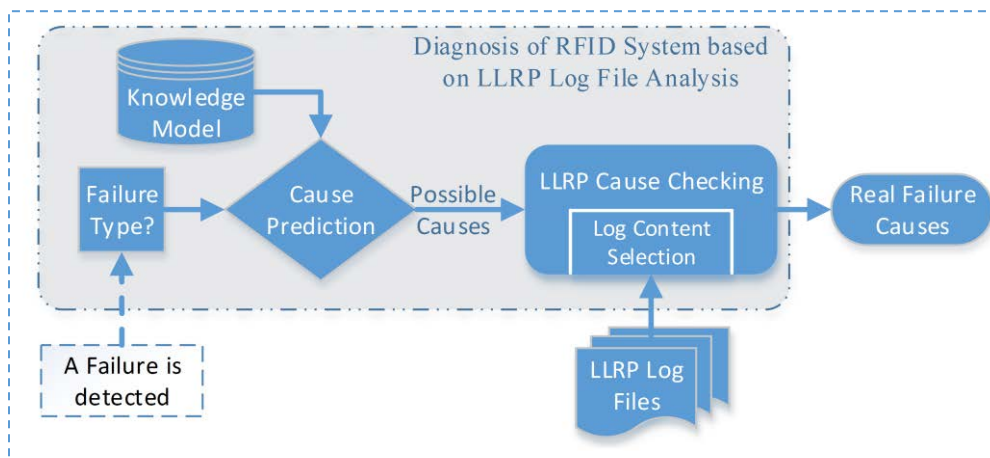 Diagnosis of RFID System based
on LLRP Log File Analysis
Knowledge
Model
Failure
Type?
Cause
Prediction
Possible
Causes
LLRP Cause Checking
Log Content
Selection
Real Failure
Causes
A Failure is
detected
LLRP Log
Files